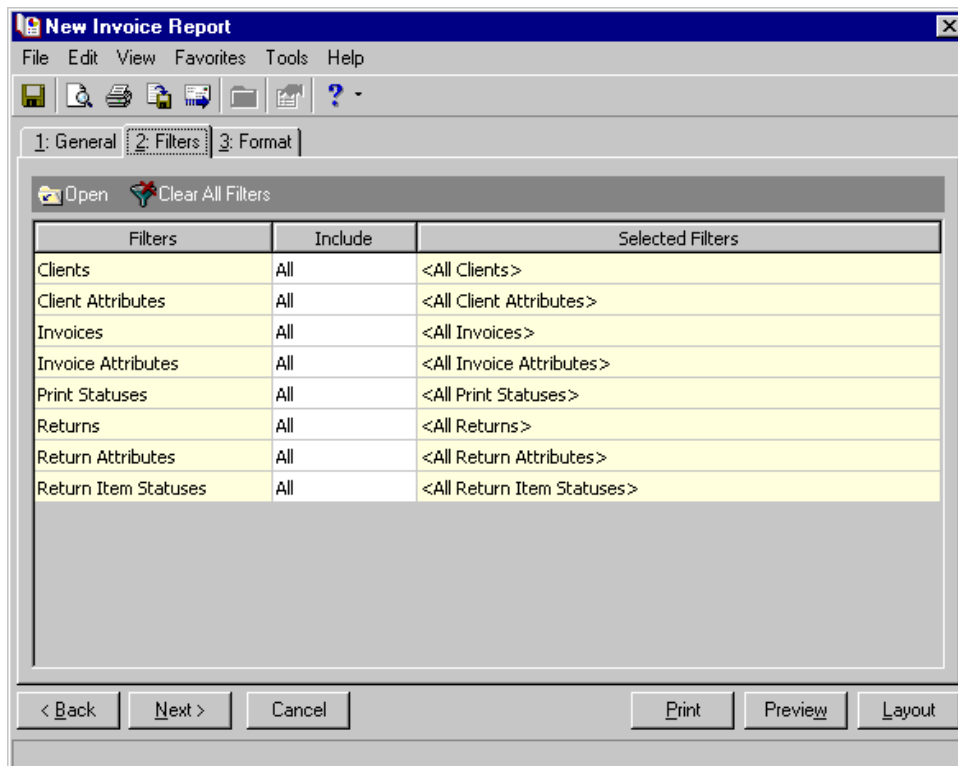 New Invoice Report
File Edit View Favorites Tools Help
?
1: General 2: Filters 3: Format
Open Clear All Filters
Filters Include Selected Filters
Clients All <All Clients>
Client Attributes All <All Client Attributes>
Invoices All <All Invoices>
Invoice Attributes All <All Invoice Attributes>
Print Statuses All <All Print Statuses>
Returns All <All Returns>
Return Attributes All <All Return Attributes>
Return Item Statuses All <All Return Item Statuses>
< Back Next > Cancel Print Preview Layout